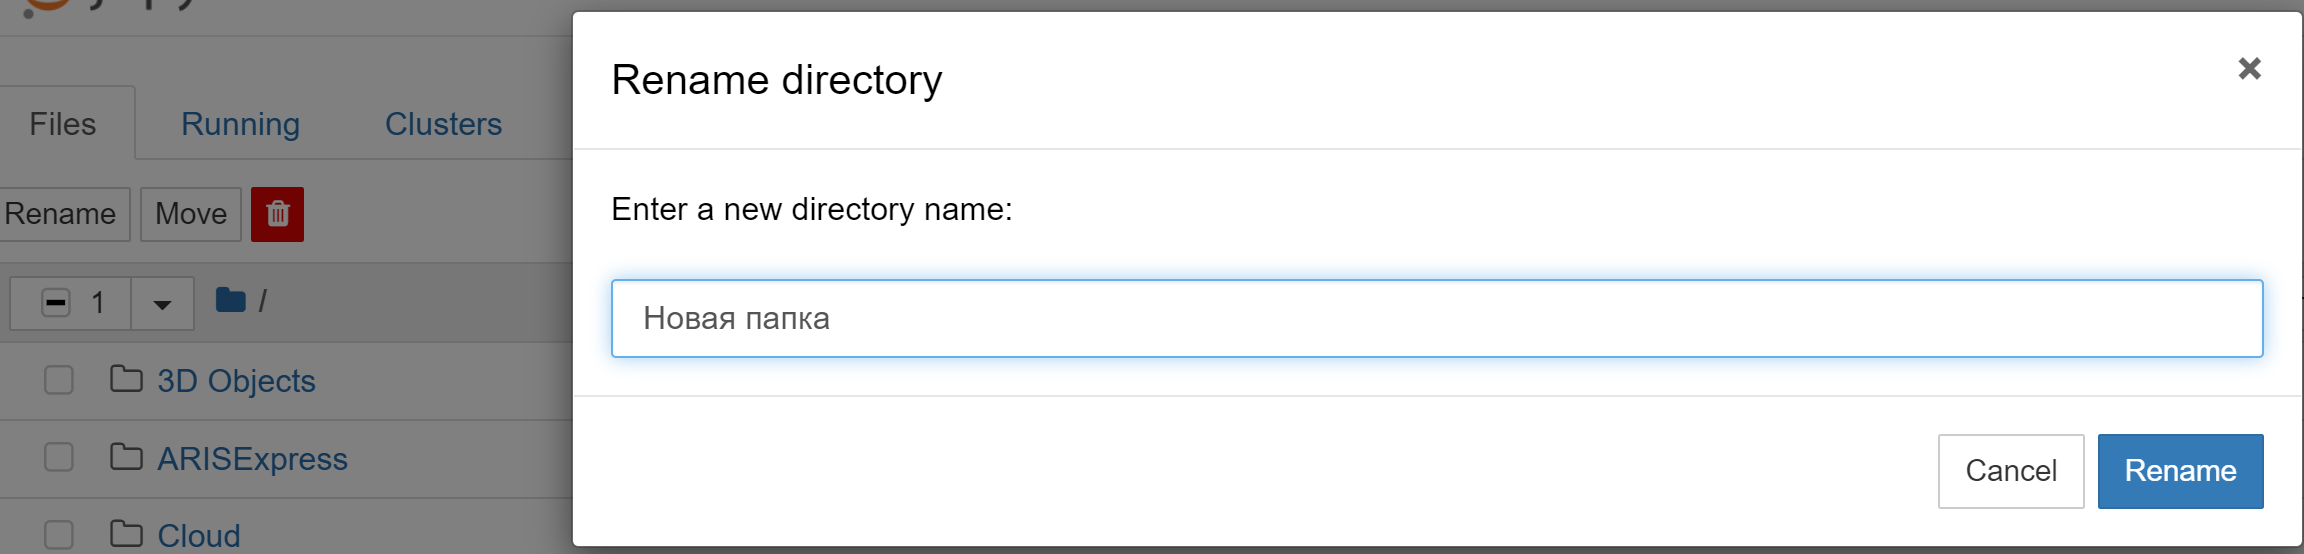 Rename directory
Files Running Clusters
Enter a new directory name:
Rename Move
Новая папка
1 /
3D Objects
ARISExpress
Cancel Rename
Cloud